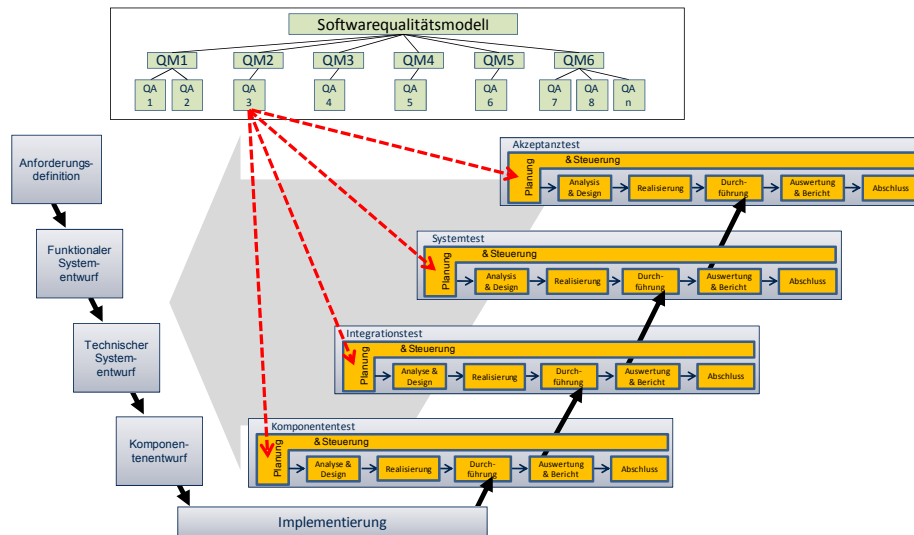 Softwarequalitätsmodell
QM1 QM2 QM3 QM4 QM5 QM6
QA QA QA QA QA QA QA QA QA
1 2 3 4 5 6 7 8 n
Anforderungs-
definition
Funktionaler
System-
entwurf
Technischer
System-
entwurf
Komponen-
tenentwurf
Implementierung
Akzeptanztest
Planung
& Steuerung
Analysis
& Design
Realisierung
Durch-
führung
Auswertung
& Bericht
Abschluss
Systemtest
Planung
& Steuerung
Analysis
& Design
Realisierung
Durch-
führung
Auswertung
& Bericht
Abschluss
Integrationstest
Planung
& Steuerung
Analyse &
Design
Realisierung
Durch-
führung
Auswertung
& Bericht
Abschluss
Komponententest
Planung
& Steuerung
Analyse &
Design
Realisierung
Durch-
führung
Auswertung
& Bericht
Abschluss